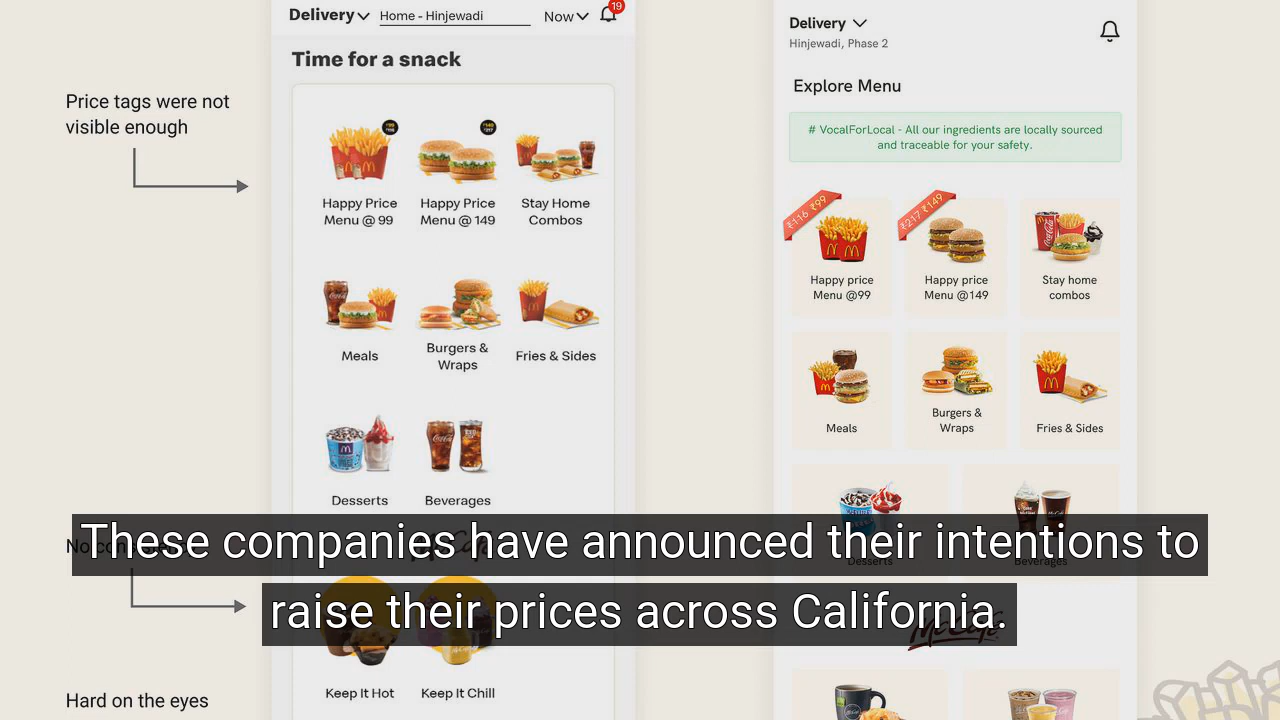 Price tags were not
visible enough
Hard on the eyes
Delivery
Home - Hinjewadi
Now
19
Time for a snack
Happy Price
Menu @ 99
Happy Price
Menu @ 149
Stay Home
Combos
Meals
Burgers &
Wraps
Fries & Sides
Desserts
Beverages
Keep It Hot
Keep It Chill
Delivery
Hinjewadi, Phase 2
Explore Menu
# VocalForLocal - All our ingredients are locally sourced
and traceable for your safety.
₹116 ₹99
₹217 ₹149
Happy price
Menu @99
Happy price
Menu @149
Stay home
combos
Meals
Burgers &
Wraps
Fries & Sides
Desserts
Beverages
McCafé
These companies have announced their intentions to
raise their prices across California.